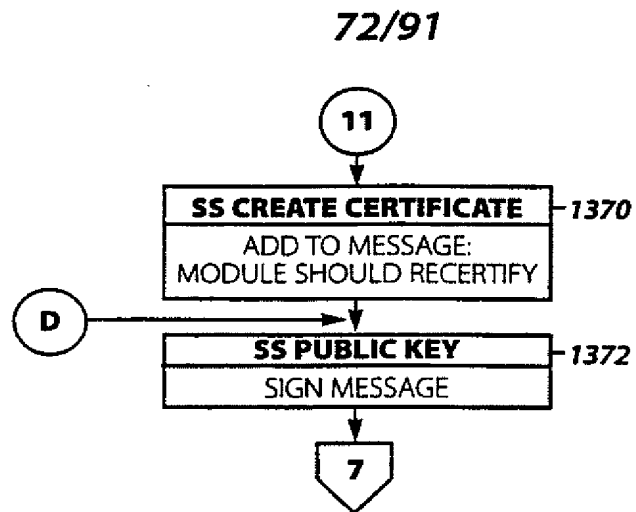 72/91
11
SS CREATE CERTIFICATE
1370
ADD TO MESSAGE:
MODULE SHOULD RECERTIFY
D
SS PUBLIC KEY
1372
SIGN MESSAGE
7